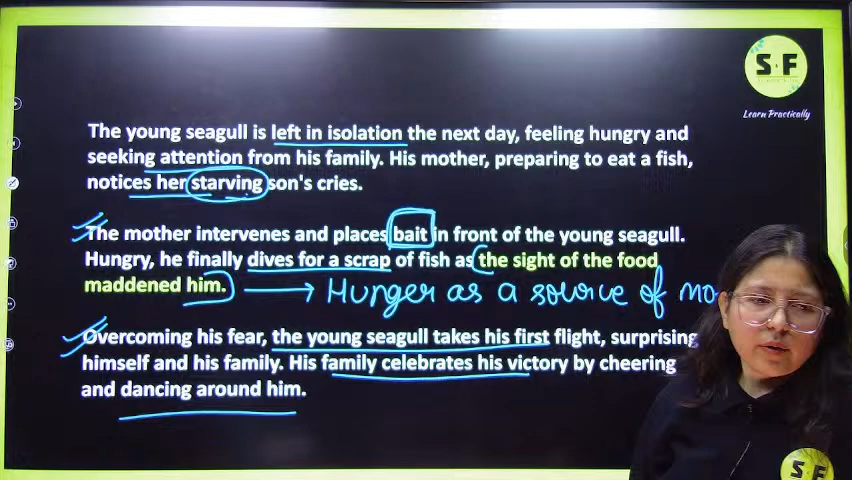 S.F
Learn Practically
The young seagull is left in isolation the next day, feeling hungry and
seeking attention from his family. His mother, preparing to eat a fish,
notices her starving son's cries.
The mother intervenes and places bait in front of the young seagull.
Hungry, he finally dives for a scrap of fish as the sight of the food
maddened him. → Hunger as a source of mo
Overcoming his fear, the young seagull takes his first flight, surprising
himself and his family. His family celebrates his victory by cheering
and dancing around him.
S.F